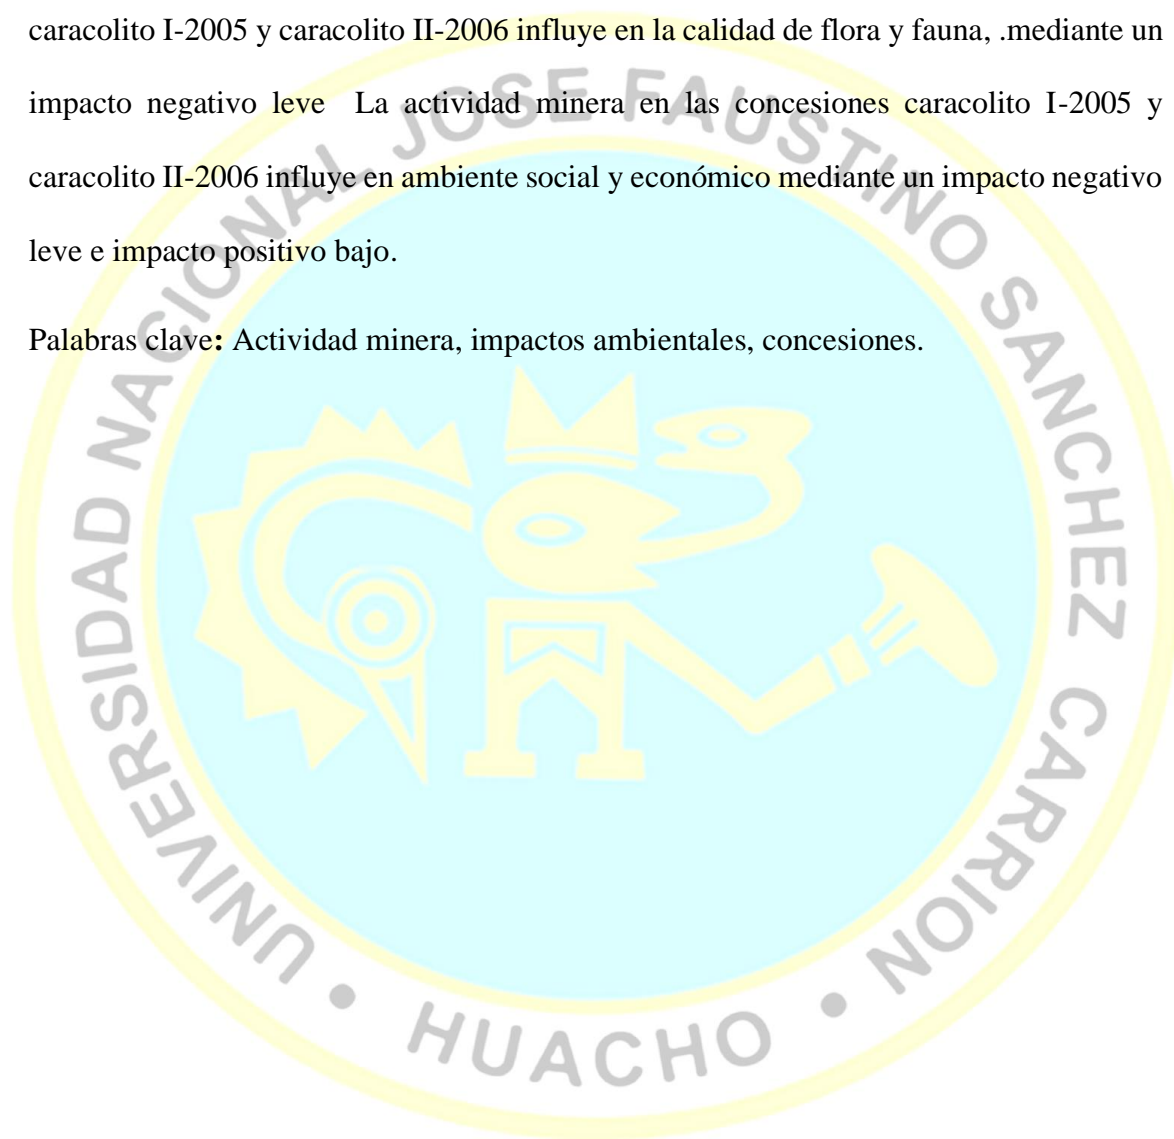 caracolito I-2005 y caracolito II-2006 influye en la calidad de flora y fauna, .mediante un
impacto negativo leve La actividad minera en las concesiones caracolito I-2005 y
caracolito II-2006 influye en ambiente social y económico mediante un impacto negativo
leve e impacto positivo bajo.
Palabras clave: Actividad minera, impactos ambientales, concesiones.
UNIVERSIDAD NACIONAL JOSE FAUSTINO SANCHEZ CARRION • HUACHO •